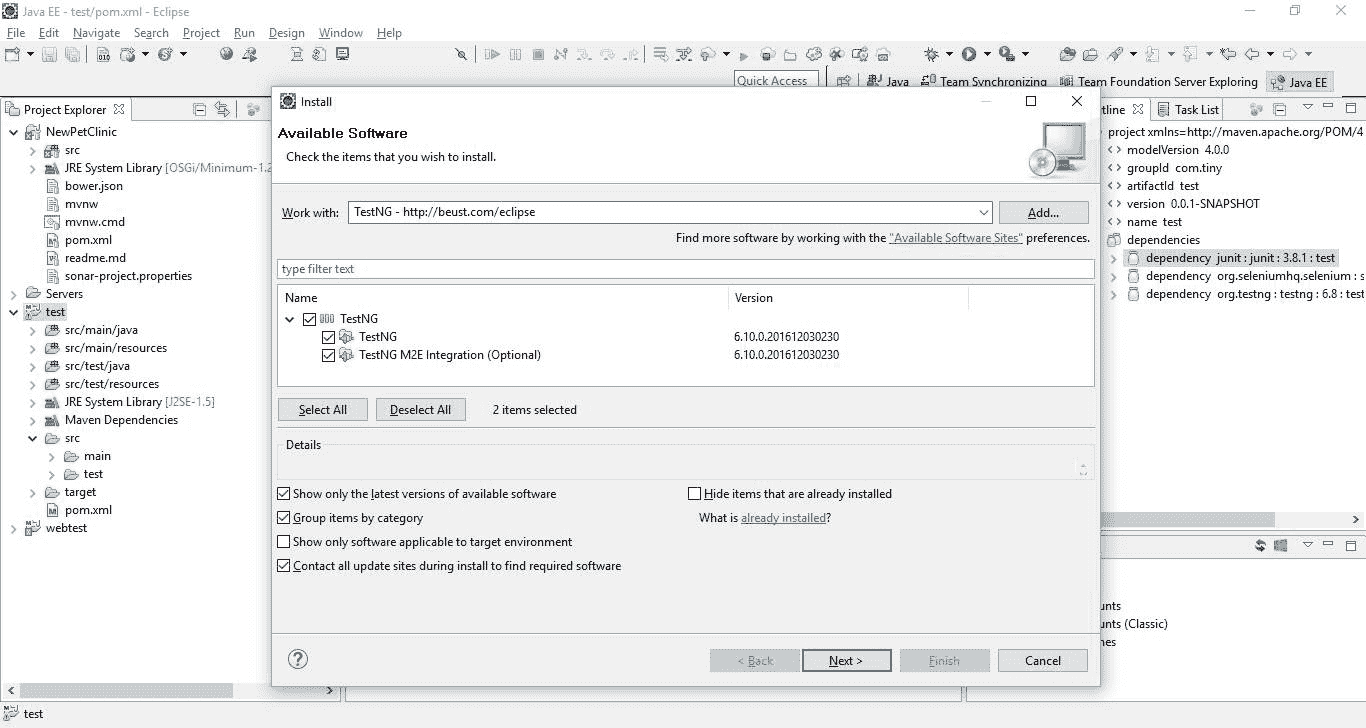 Java EE - test/pom.xml - Eclipse
File Edit Navigate Search Project Run Design Window Help
Quick Access
Java Team Synchronizing Team Foundation Server Exploring Java EE
Project Explorer
NewPetClinic
src
JRE System Library [OSGi/Minimum-1.2
bower.json
mvnw
mvnw.cmd
pom.xml
readme.md
sonar-project.properties
Servers
test
src/main/java
src/main/resources
src/test/java
src/test/resources
JRE System Library [J2SE-1.5]
Maven Dependencies
src
main
test
target
pom.xml
webtest
Install
Available Software
Check the items that you wish to install.
Work with: TestNG - http://beust.com/eclipse Add...
Find more software by working with the "Available Software Sites" preferences.
type filter text
Name Version
TestNG
TestNG 6.10.0.201612030230
TestNG M2E Integration (Optional) 6.10.0.201612030230
Select All Deselect All 2 items selected
Details
Show only the latest versions of available software Hide items that are already installed
Group items by category What is already installed?
Show only software applicable to target environment
Contact all update sites during install to find required software
< Back Next > Finish Cancel
tline Task List
project xmlns=http://maven.apache.org/POM/4
modelVersion 4.0.0
groupId com.tiny
artifactId test
version 0.0.1-SNAPSHOT
name test
dependencies
dependency junit : junit : 3.8.1 : test
dependency org.seleniumhq.selenium : s
dependency org.testng : testng : 6.8 : test
unts
unts (Classic)
nes
test